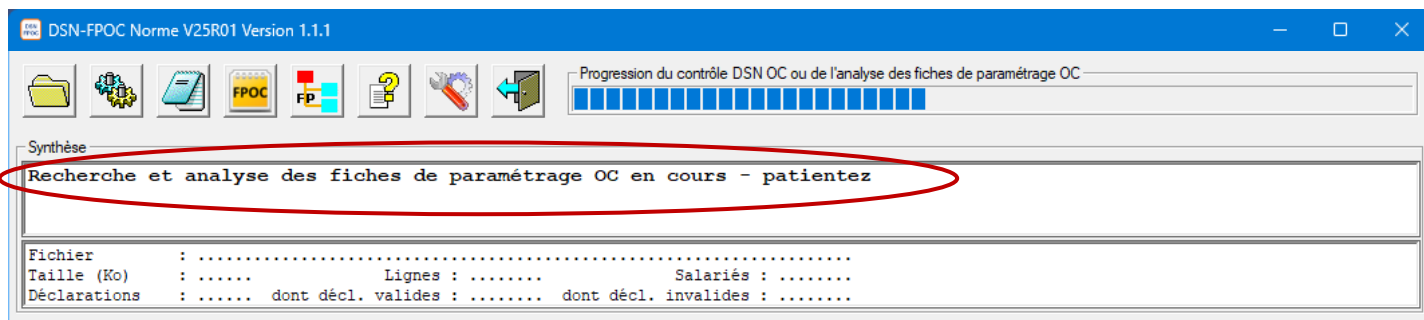 DSN-FPOC Norme V25R01 Version 1.1.1
FPOC
FP
Progression du contrôle DSN OC ou de l'analyse des fiches de paramétrage OC
Synthèse
Recherche et analyse des fiches de paramétrage OC en cours - patientez
Fichier : ......................................................................
Taille (Ko) : ...... Lignes : ........ Salariés : ........
Déclarations : ...... dont décl. valides : ........ dont décl. invalides : ........